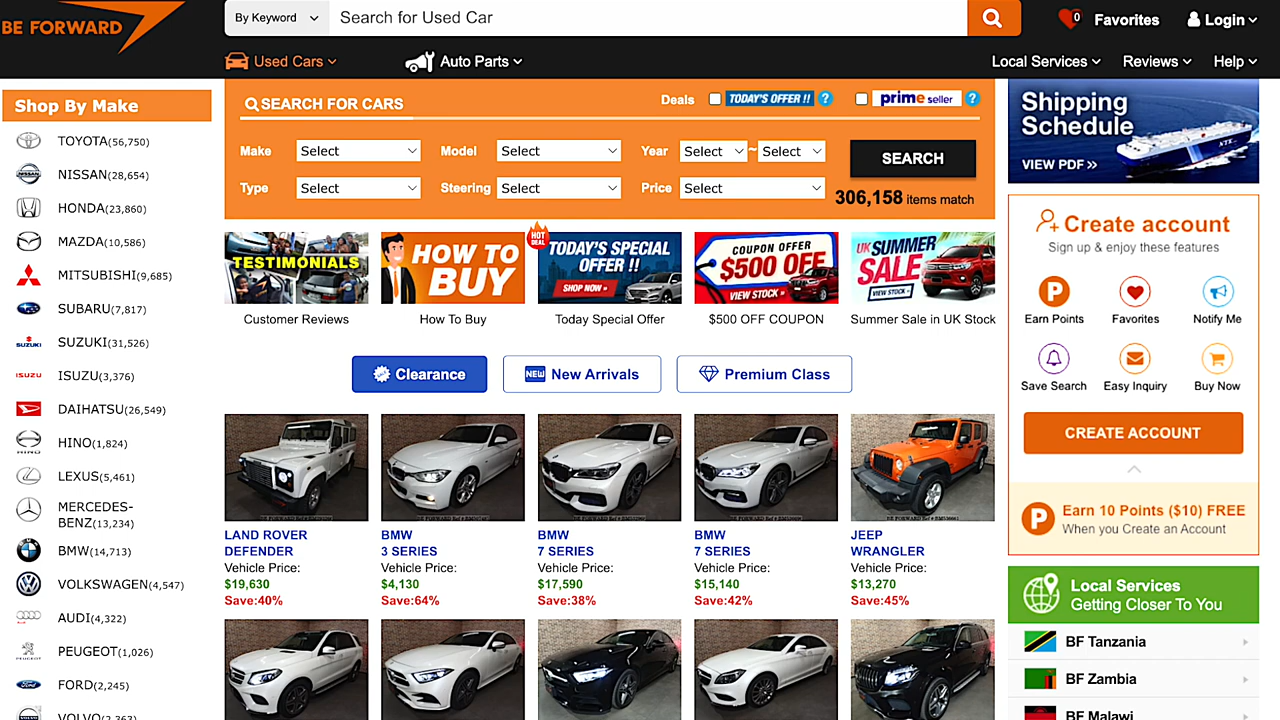 BE FORWARD
By Keyword
Search for Used Car
0
Favorites
Login
Used Cars
Auto Parts
Local Services
Reviews
Help
Shop By Make
TOYOTA(56,750)
NISSAN(28,654)
HONDA(23,860)
MAZDA(10,586)
MITSUBISHI(9,685)
SUBARU(7,817)
SUZUKI(31,526)
ISUZU(3,376)
DAIHATSU(26,549)
HINO(1,824)
LEXUS(5,461)
MERCEDES-
BENZ(13,234)
BMW(14,713)
VOLKSWAGEN(4,547)
AUDI(4,322)
PEUGEOT(1,026)
FORD(2,245)
VOLVO(2,363)
SEARCH FOR CARS
Deals
TODAY'S OFFER !!
?
prime seller
?
Make
Select
Model
Select
Year
Select
~
Select
SEARCH
Type
Select
Steering
Select
Price
Select
306,158 items match
TESTIMONIALS
Customer Reviews
HOW TO
BUY
How To Buy
HOT
DEAL
TODAY'S SPECIAL
OFFER !!
SHOP NOW »
Today Special Offer
COUPON OFFER
$500 OFF
VIEW STOCK »
$500 OFF COUPON
UK SUMMER
SALE
VIEW STOCK »
Summer Sale in UK Stock
Clearance
NEW
New Arrivals
Premium Class
LAND ROVER
DEFENDER
Vehicle Price:
$19,630
Save:40%
BMW
3 SERIES
Vehicle Price:
$4,130
Save:64%
BMW
7 SERIES
Vehicle Price:
$17,590
Save:38%
BMW
7 SERIES
Vehicle Price:
$15,140
Save:42%
JEEP
WRANGLER
Vehicle Price:
$13,270
Save:45%
Shipping
Schedule
VIEW PDF »
NYK
Create account
Sign up & enjoy these features
P
Earn Points
Favorites
Notify Me
Save Search
Easy Inquiry
Buy Now
CREATE ACCOUNT
P
Earn 10 Points ($10) FREE
When you Create an Account
Local Services
Getting Closer To You
BF Tanzania
BF Zambia
BF Malawi